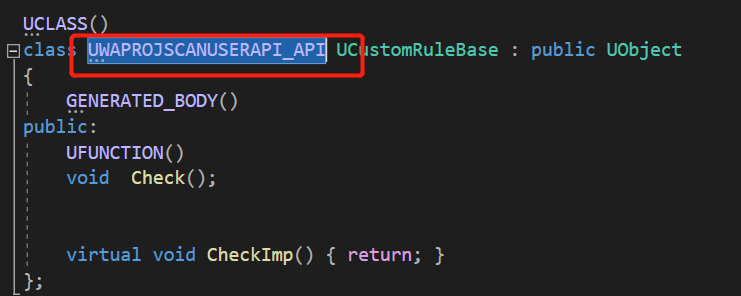 UCLASS()
class UWAPROJSCANUSERAPI_API UCustomRuleBase : public UObject
{
GENERATED_BODY()
public:
UFUNCTION()
void Check();
virtual void CheckImp() { return; }
};